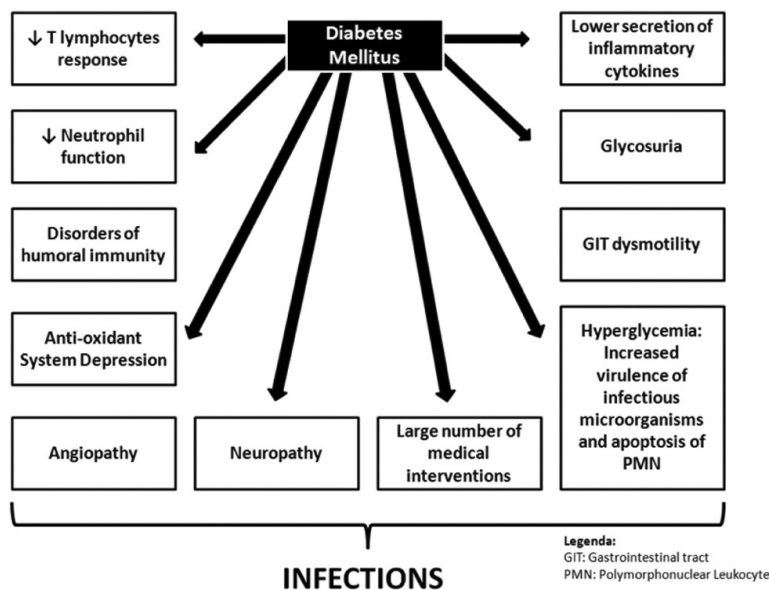 Diabetes
Mellitus
↓ T lymphocytes
response
Lower secretion of
inflammatory
cytokines
↓ Neutrophil
function
Glycosuria
Disorders of
humoral immunity
GIT dysmotility
Anti-oxidant
System Depression
Hyperglycemia:
Increased
virulence of
infectious
microorganisms
and apoptosis of
PMN
Angiopathy
Neuropathy
Large number of
medical
interventions
INFECTIONS
Legenda:
GIT: Gastrointestinal tract
PMN: Polymorphonuclear Leukocyte